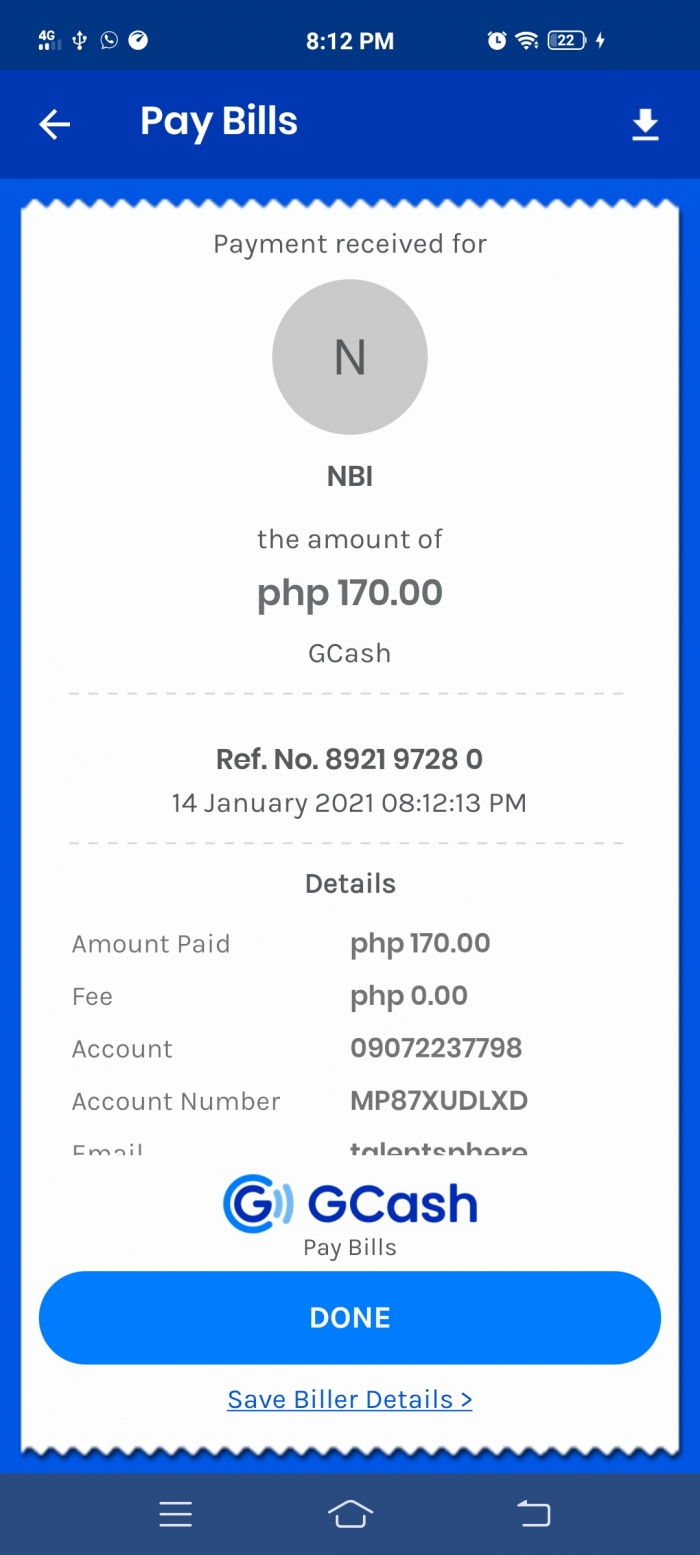 4G 8:12 PM 22
Pay Bills
Payment received for
N
NBI
the amount of
php 170.00
GCash
Ref. No. 8921 9728 0
14 January 2021 08:12:13 PM
Details
Amount Paid php 170.00
Fee php 0.00
Account 09072237798
Account Number MP87XUDLXD
Email talentsphere
G GCash
Pay Bills
DONE
Save Biller Details >